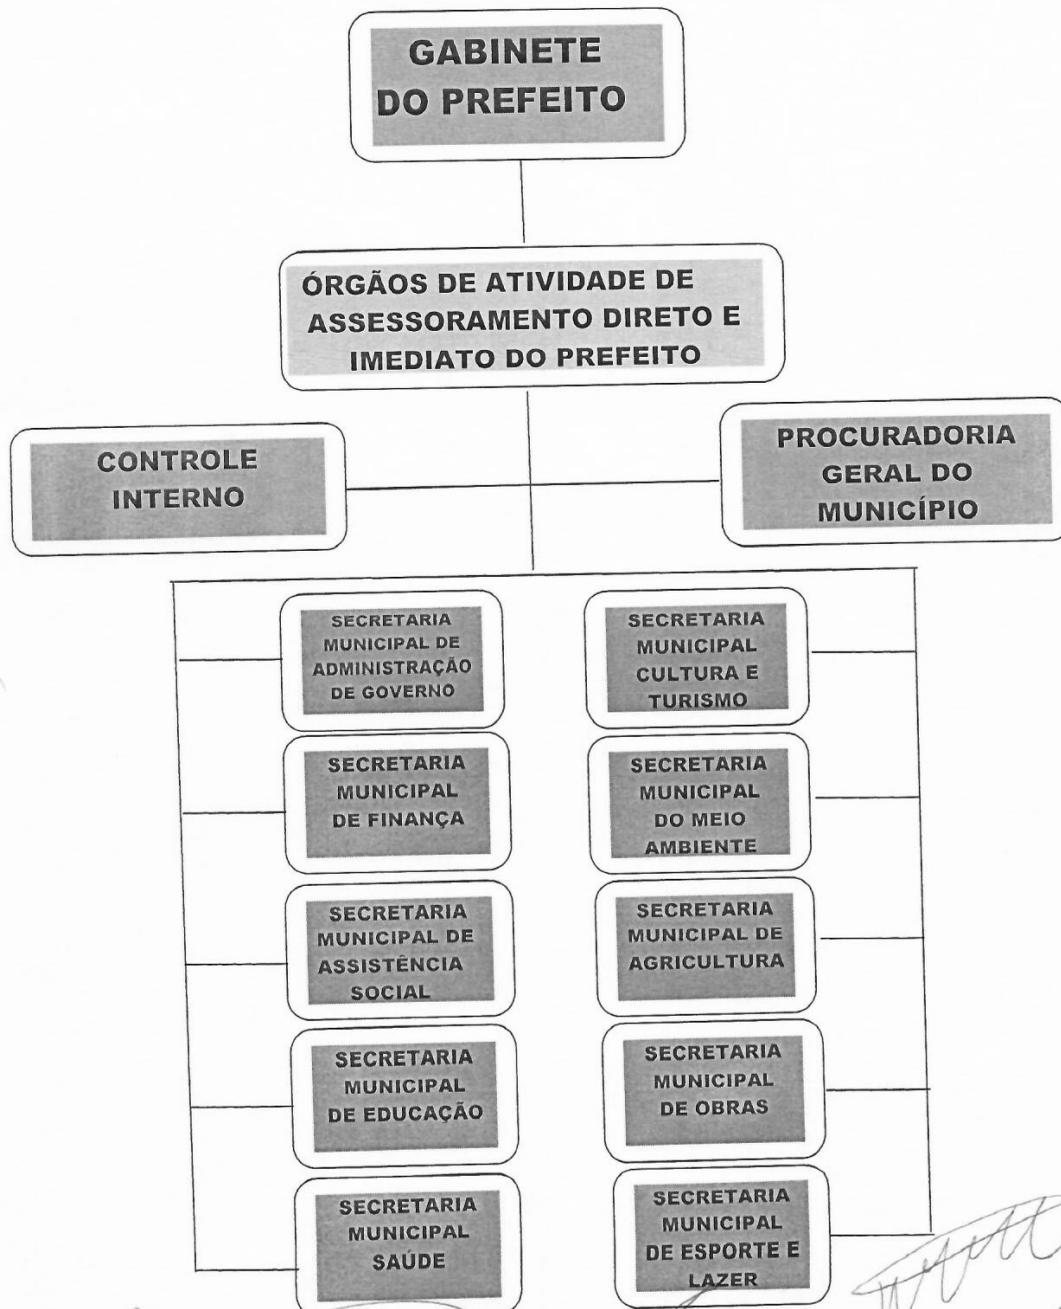 GABINETE
DO PREFEITO
ÓRGÃOS DE ATIVIDADE DE
ASSESSORAMENTO DIRETO E
IMEDIATO DO PREFEITO
CONTROLE
INTERNO
PROCURADORIA
GERAL DO
MUNICÍPIO
SECRETARIA
MUNICIPAL DE
ADMINISTRAÇÃO
DE GOVERNO
SECRETARIA
MUNICIPAL
CULTURA E
TURISMO
SECRETARIA
MUNICIPAL
DE FINANÇA
SECRETARIA
MUNICIPAL
DO MEIO
AMBIENTE
SECRETARIA
MUNICIPAL DE
ASSISTÊNCIA
SOCIAL
SECRETARIA
MUNICIPAL DE
AGRICULTURA
SECRETARIA
MUNICIPAL
DE EDUCAÇÃO
SECRETARIA
MUNICIPAL
DE OBRAS
SECRETARIA
MUNICIPAL
SAÚDE
SECRETARIA
MUNICIPAL
DE ESPORTE E
LAZER